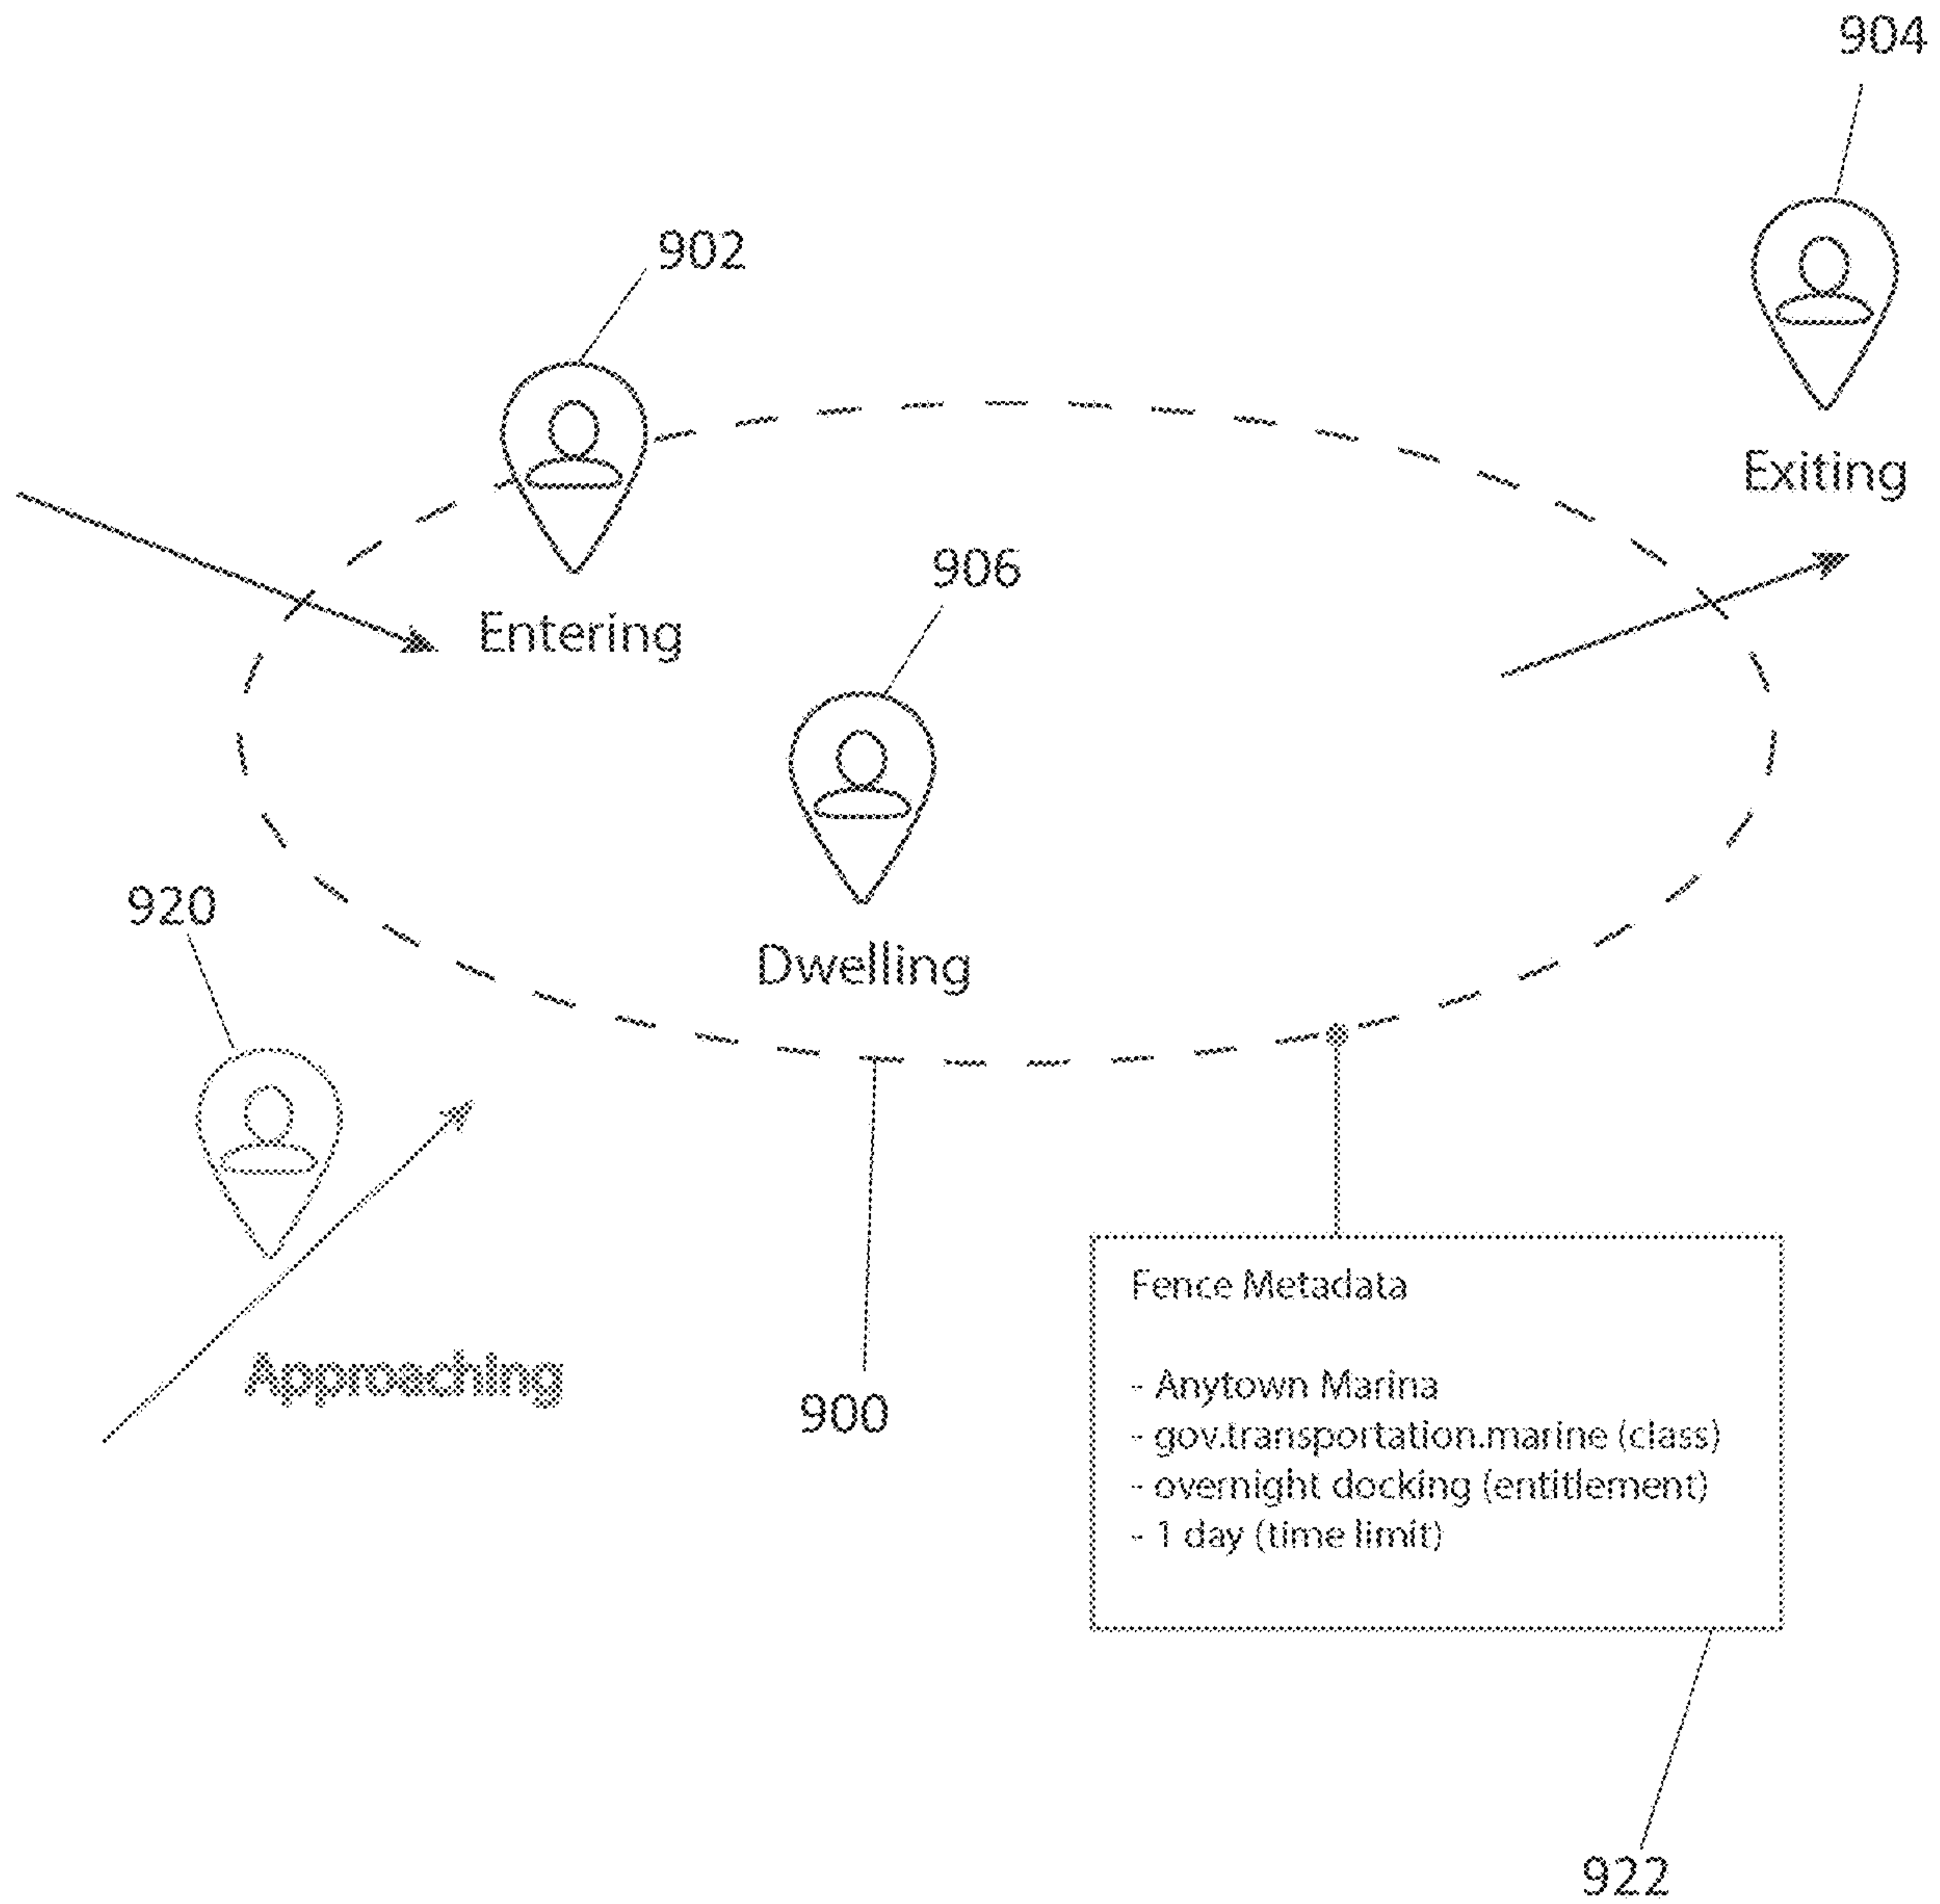 904
902
Exiting
906
Entering
920
Dwelling
Approaching
900
Fence Metadata
- Anytown Marina
- gov.transportation.marine (class)
- overnight docking (entitlement)
- 1 day (time limit)
922